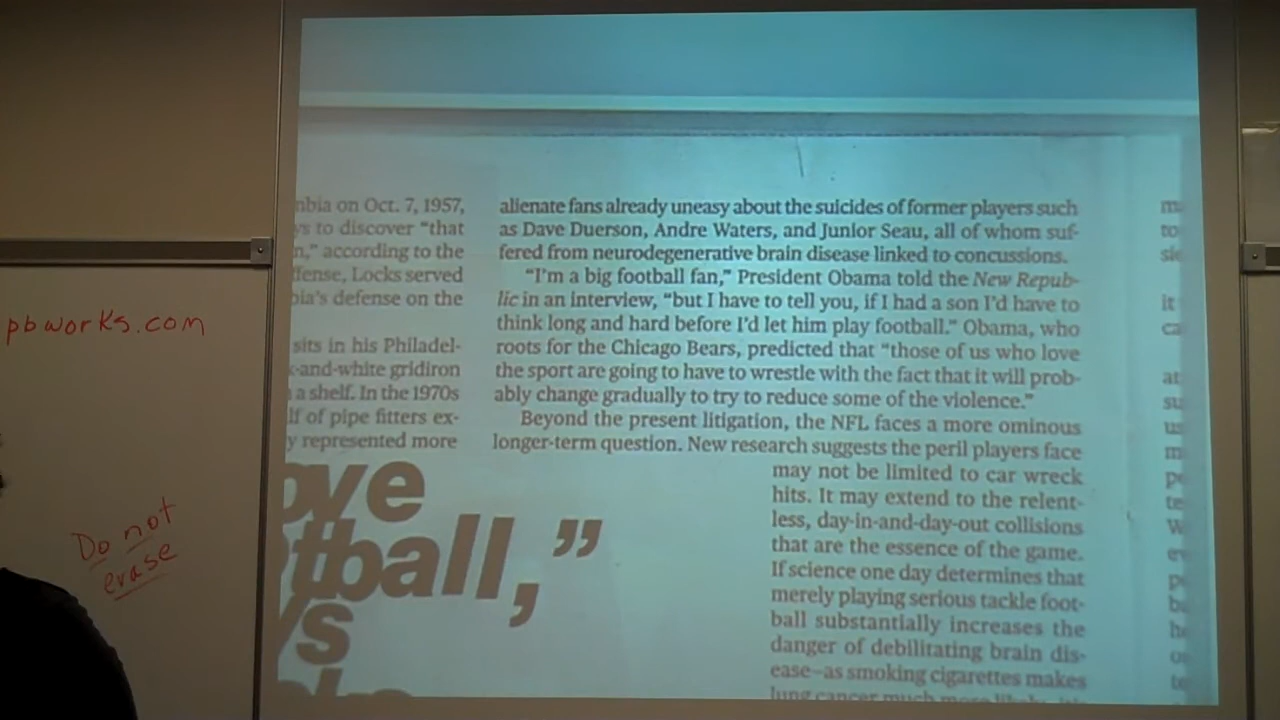 pbworks.com
Do not
erase
mbia on Oct. 7, 1957,
ys to discover “that
n,” according to the
fense, Locks served
bia's defense on the
sits in his Philadel-
k-and-white gridiron
a shelf. In the 1970s
lf of pipe fitters ex-
y represented more
ove
otball,”
ys
alienate fans already uneasy about the suicides of former players such
as Dave Duerson, Andre Waters, and Junior Seau, all of whom suf-
fered from neurodegenerative brain disease linked to concussions.
“I'm a big football fan,” President Obama told the New Repub-
lic in an interview, “but I have to tell you, if I had a son I'd have to
think long and hard before I'd let him play football.” Obama, who
roots for the Chicago Bears, predicted that “those of us who love
the sport are going to have to wrestle with the fact that it will prob-
ably change gradually to try to reduce some of the violence.”
Beyond the present litigation, the NFL faces a more ominous
longer-term question. New research suggests the peril players face
may not be limited to car wreck
hits. It may extend to the relent-
less, day-in-and-day-out collisions
that are the essence of the game.
If science one day determines that
merely playing serious tackle foot-
ball substantially increases the
danger of debilitating brain dis-
ease—as smoking cigarettes makes
lung cancer much more
to
it